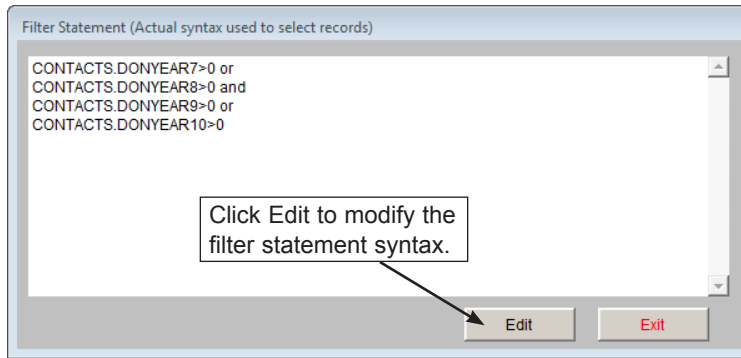 Filter Statement (Actual syntax used to select records)
CONTACTS.DONYEAR7>0 or
CONTACTS.DONYEAR8>0 and
CONTACTS.DONYEAR9>0 or
CONTACTS.DONYEAR10>0
Click Edit to modify the
filter statement syntax.
Edit
Exit